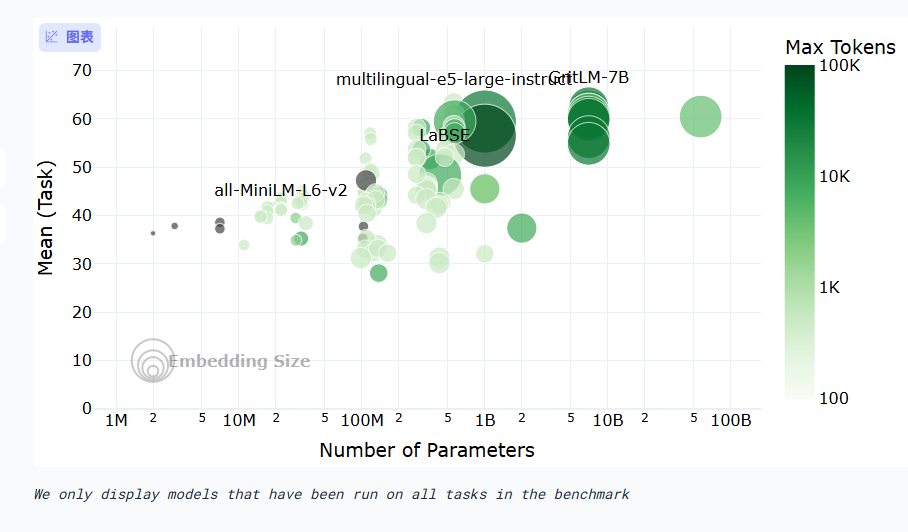 图表
Max Tokens
100K
10K
1K
100
Mean (Task)
70
60
50
40
30
20
10
0
multilingual-e5-large-instruct
GritLM-7B
LaBSE
all-MiniLM-L6-v2
Embedding Size
1M 2 5 10M 2 5 100M 2 5 1B 2 5 10B 2 5 100B
Number of Parameters
We only display models that have been run on all tasks in the benchmark